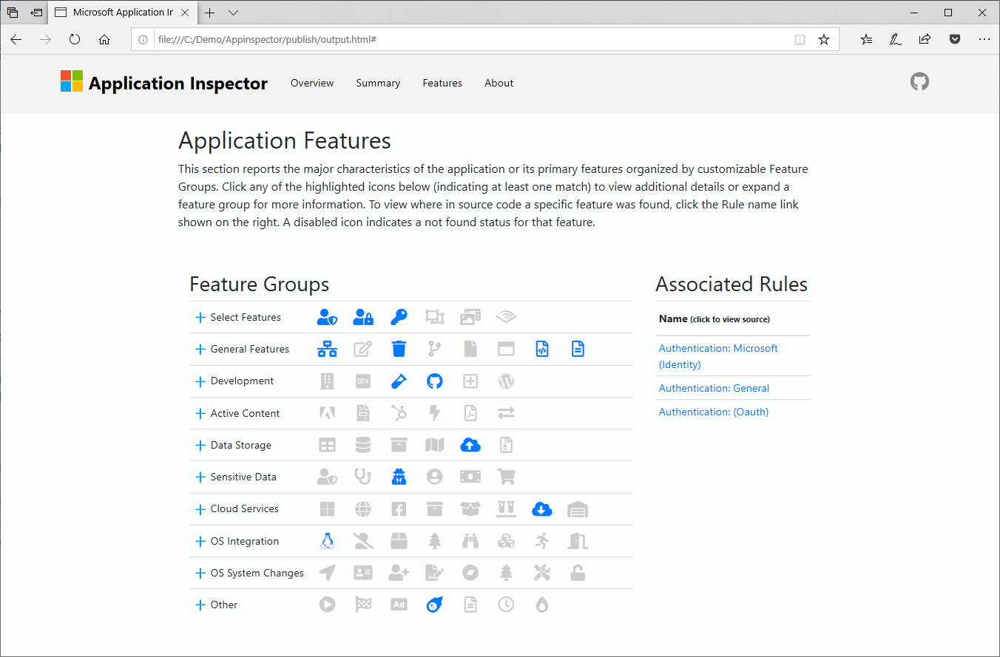 Microsoft Application Ir
file:///C:/Demo/Appinspector/publish/output.html#
Application Inspector Overview Summary Features About
Application Features
This section reports the major characteristics of the application or its primary features organized by customizable Feature
Groups. Click any of the highlighted icons below (indicating at least one match) to view additional details or expand a
feature group for more information. To view where in source code a specific feature was found, click the Rule name link
shown on the right. A disabled icon indicates a not found status for that feature.
Feature Groups
Select Features
General Features
Development
DEV
Active Content
Data Storage
Sensitive Data
Cloud Services
OS Integration
OS System Changes
Other
Ad
Associated Rules
Name (click to view source)
Authentication: Microsoft
(Identity)
Authentication: General
Authentication: (Oauth)